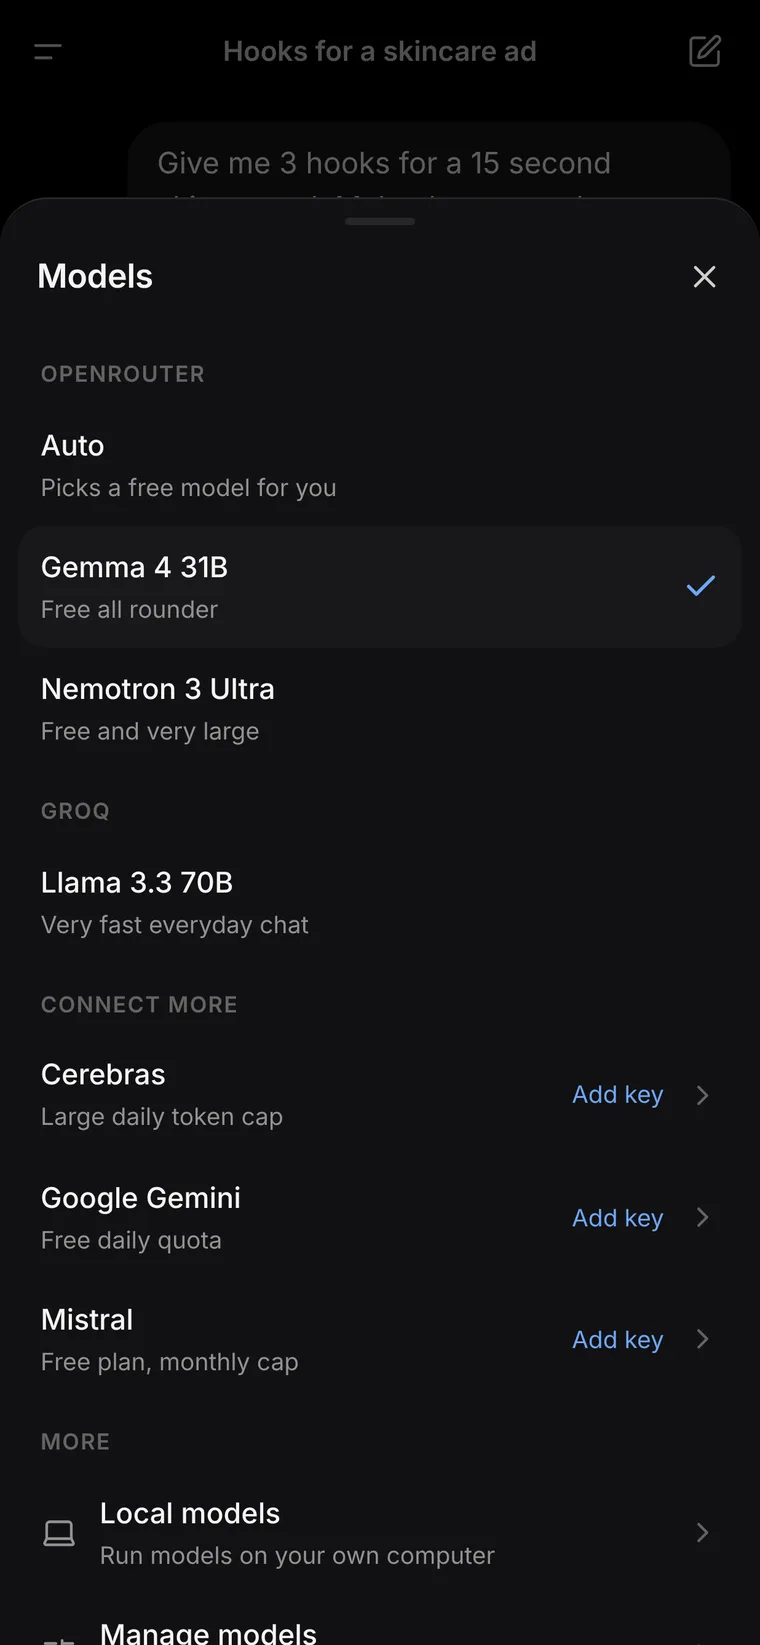 Hooks for a skincare ad
Give me 3 hooks for a 15 second
Models
OPENROUTER
Auto
Picks a free model for you
Gemma 4 31B
Free all rounder
Nemotron 3 Ultra
Free and very large
GROQ
Llama 3.3 70B
Very fast everyday chat
CONNECT MORE
Cerebras
Large daily token cap
Add key
Google Gemini
Free daily quota
Add key
Mistral
Free plan, monthly cap
Add key
MORE
Local models
Run models on your own computer
Manage models